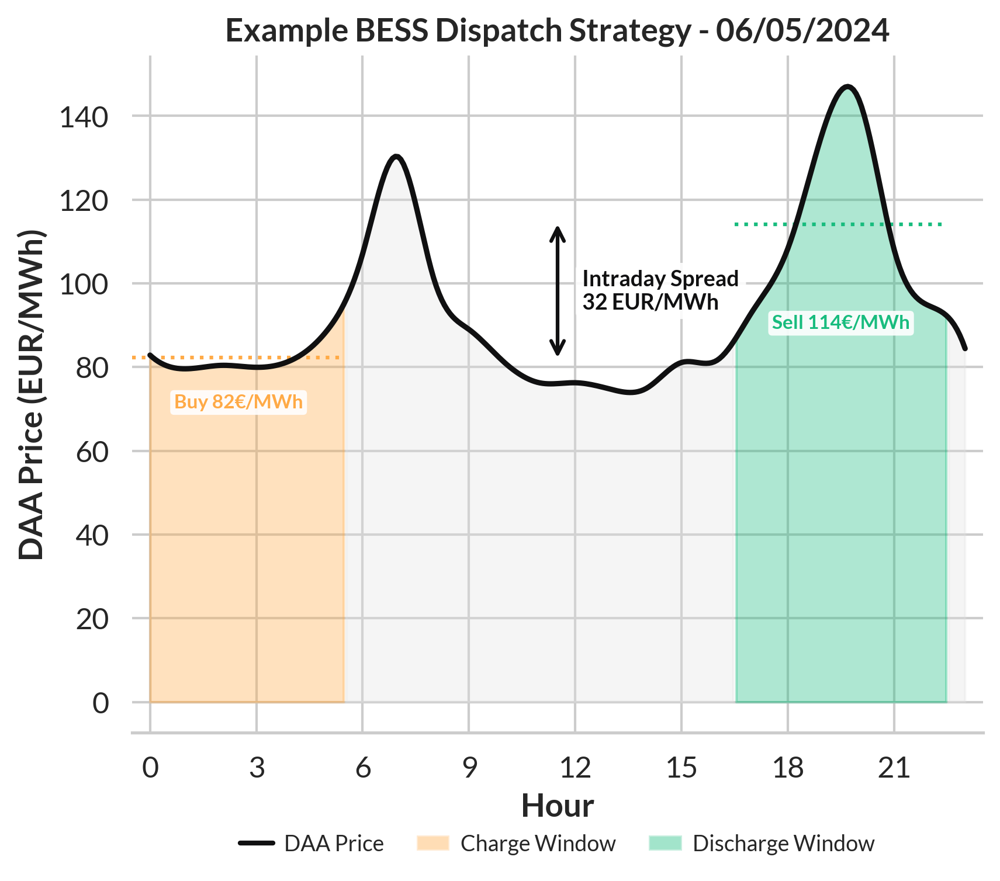 Example BESS Dispatch Strategy - 06/05/2024
DAA Price (EUR/MWh)
140
120
100
80
60
40
20
0
Intraday Spread
32 EUR/MWh
Sell 114€/MWh
Buy 82€/MWh
0 3 6 9 12 15 18 21
Hour
DAA Price Charge Window Discharge Window